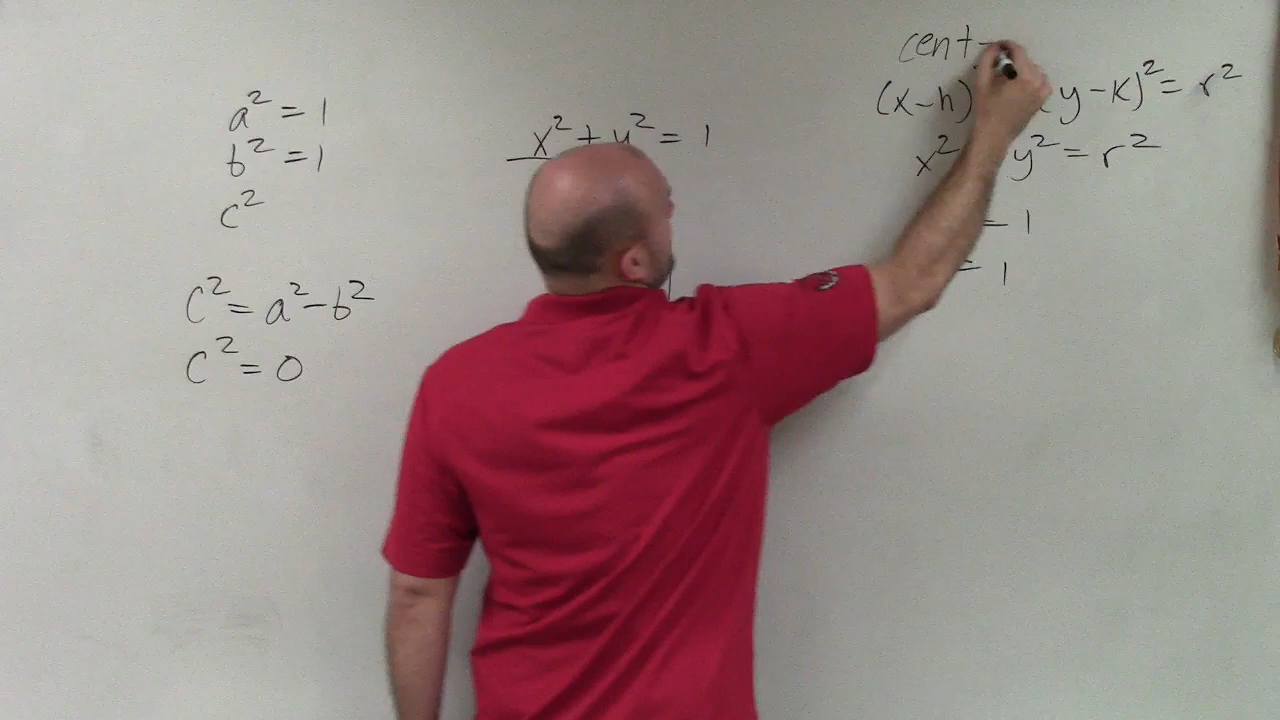 a² = 1
b² = 1
c²
c² = a² - b²
c² = 0
x² + y² = 1
cent
(x-h) (y-k)² = r²
x² y² = r²
= 1
= 1